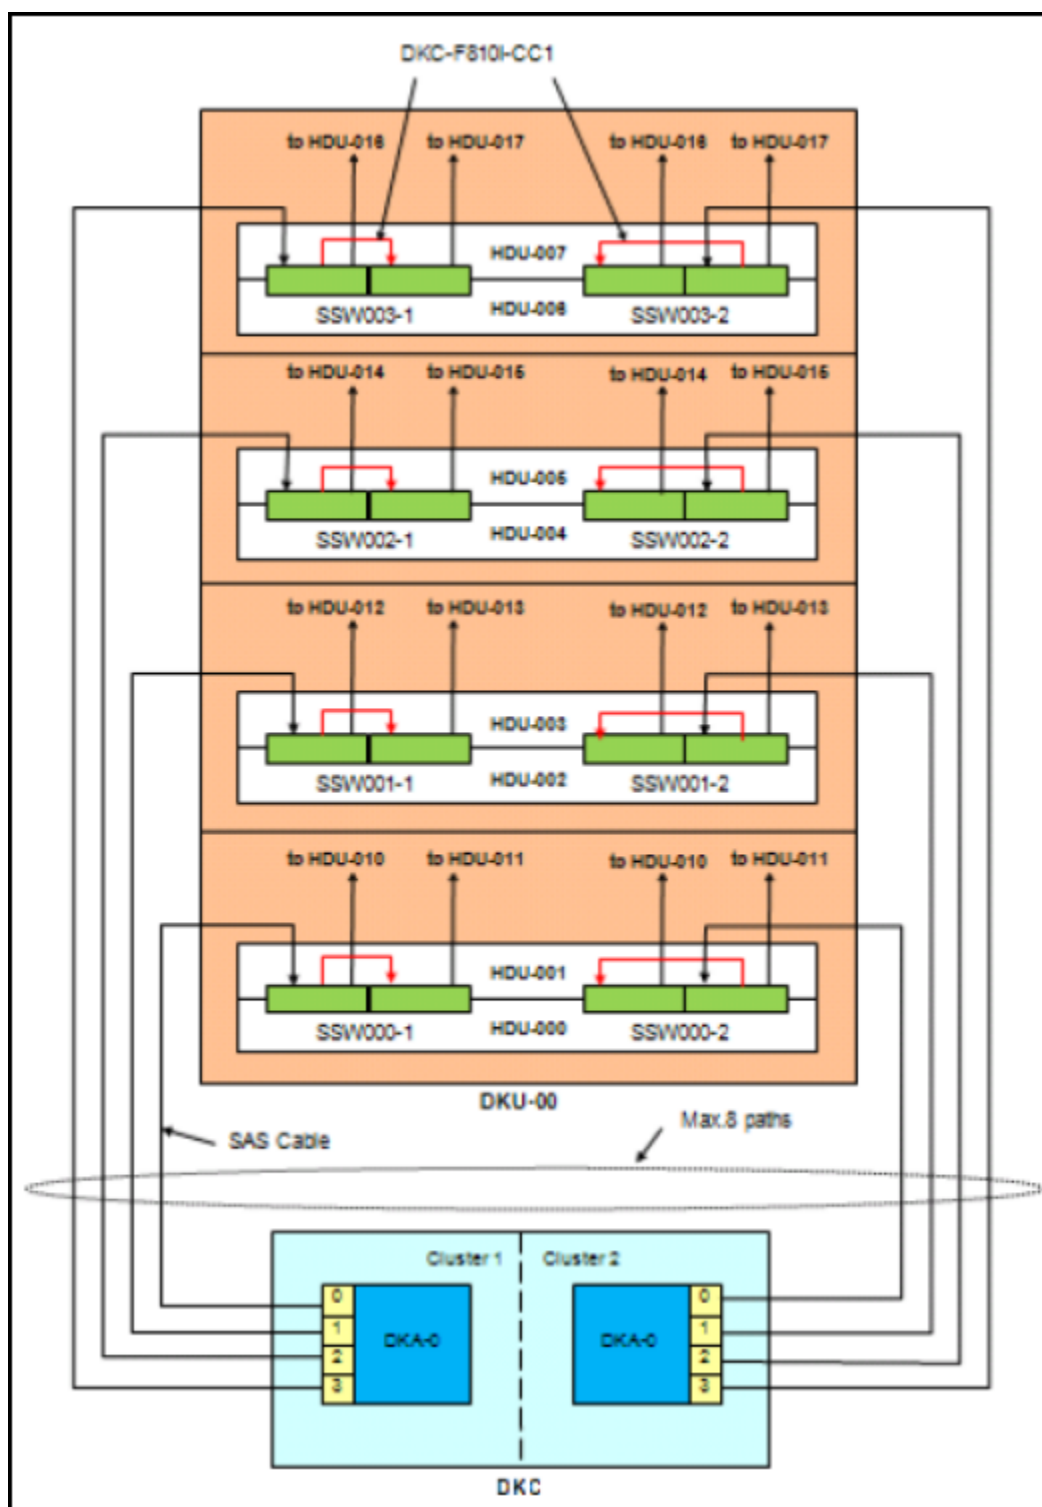 DKC-F810I-CC1
to HDU-016 to HDU-017 to HDU-016 to HDU-017
HDU-007
SSW003-1 HDU-006 SSW003-2
to HDU-014 to HDU-015 to HDU-014 to HDU-015
HDU-005
SSW002-1 HDU-004 SSW002-2
to HDU-012 to HDU-013 to HDU-012 to HDU-013
HDU-003
SSW001-1 HDU-002 SSW001-2
to HDU-010 to HDU-011 to HDU-010 to HDU-011
HDU-001
SSW000-1 HDU-000 SSW000-2
DKU-00
SAS Cable
Max.8 paths
Cluster 1 Cluster 2
0 0
1 DKA-0 DKA-0 1
2 2
3 3
DKC